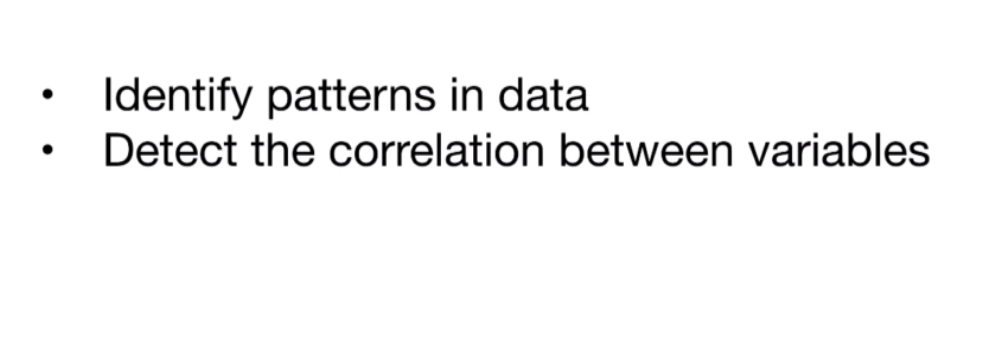 • Identify patterns in data
• Detect the correlation between variables